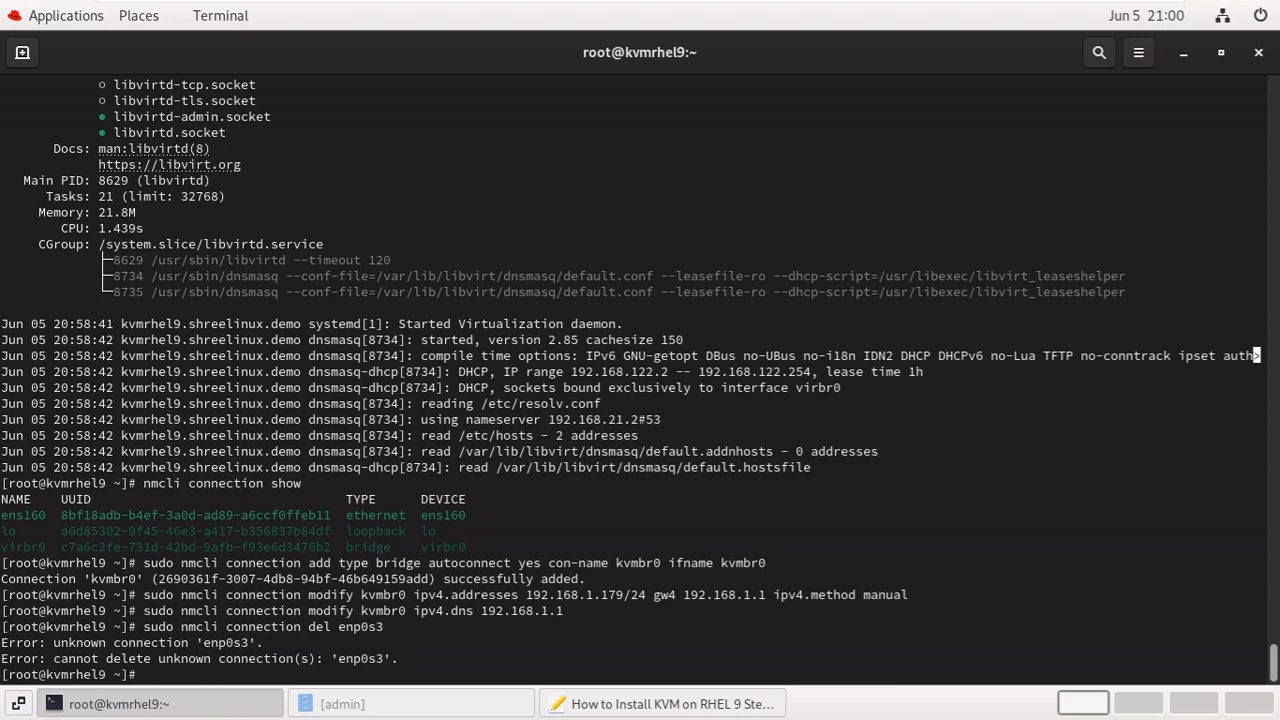 Applications Places Terminal Jun 5 21:00
root@kvmrhel9:~
○ libvirtd-tcp.socket
○ libvirtd-tls.socket
● libvirtd-admin.socket
● libvirtd.socket
Docs: man:libvirtd(8)
https://libvirt.org
Main PID: 8629 (libvirtd)
Tasks: 21 (limit: 32768)
Memory: 21.8M
CPU: 1.439s
CGroup: /system.slice/libvirtd.service
├─8629 /usr/sbin/libvirtd --timeout 120
├─8734 /usr/sbin/dnsmasq --conf-file=/var/lib/libvirt/dnsmasq/default.conf --leasefile-ro --dhcp-script=/usr/libexec/libvirt_leaseshelper
└─8735 /usr/sbin/dnsmasq --conf-file=/var/lib/libvirt/dnsmasq/default.conf --leasefile-ro --dhcp-script=/usr/libexec/libvirt_leaseshelper
Jun 05 20:58:41 kvmrhel9.shreelinux.demo systemd[1]: Started Virtualization daemon.
Jun 05 20:58:42 kvmrhel9.shreelinux.demo dnsmasq[8734]: started, version 2.85 cachesize 150
Jun 05 20:58:42 kvmrhel9.shreelinux.demo dnsmasq[8734]: compile time options: IPv6 GNU-getopt DBus no-UBus no-i18n IDN2 DHCP DHCPv6 no-Lua TFTP no-conntrack ipset auth>
Jun 05 20:58:42 kvmrhel9.shreelinux.demo dnsmasq-dhcp[8734]: DHCP, IP range 192.168.122.2 -- 192.168.122.254, lease time 1h
Jun 05 20:58:42 kvmrhel9.shreelinux.demo dnsmasq-dhcp[8734]: DHCP, sockets bound exclusively to interface virbr0
Jun 05 20:58:42 kvmrhel9.shreelinux.demo dnsmasq[8734]: reading /etc/resolv.conf
Jun 05 20:58:42 kvmrhel9.shreelinux.demo dnsmasq[8734]: using nameserver 192.168.21.2#53
Jun 05 20:58:42 kvmrhel9.shreelinux.demo dnsmasq[8734]: read /etc/hosts - 2 addresses
Jun 05 20:58:42 kvmrhel9.shreelinux.demo dnsmasq[8734]: read /var/lib/libvirt/dnsmasq/default.addnhosts - 0 addresses
Jun 05 20:58:42 kvmrhel9.shreelinux.demo dnsmasq-dhcp[8734]: read /var/lib/libvirt/dnsmasq/default.hostsfile
[root@kvmrhel9 ~]# nmcli connection show
NAME UUID TYPE DEVICE
ens160 8bf18adb-b4ef-3a0d-ad89-a6ccf0ffeb11 ethernet ens160
lo a6d85302-9f45-46e3-a417-b356837b84df loopback lo
virbr0 c7a6c2fe-731d-42bd-9afb-f93e6d3476b2 bridge virbr0
[root@kvmrhel9 ~]# sudo nmcli connection add type bridge autoconnect yes con-name kvmbr0 ifname kvmbr0
Connection 'kvmbr0' (2690361f-3007-4db8-94bf-46b649159add) successfully added.
[root@kvmrhel9 ~]# sudo nmcli connection modify kvmbr0 ipv4.addresses 192.168.1.179/24 gw4 192.168.1.1 ipv4.method manual
[root@kvmrhel9 ~]# sudo nmcli connection modify kvmbr0 ipv4.dns 192.168.1.1
[root@kvmrhel9 ~]# sudo nmcli connection del enp0s3
Error: unknown connection 'enp0s3'.
Error: cannot delete unknown connection(s): 'enp0s3'.
[root@kvmrhel9 ~]#
root@kvmrhel9:~ [admin] How to Install KVM on RHEL 9 Ste...